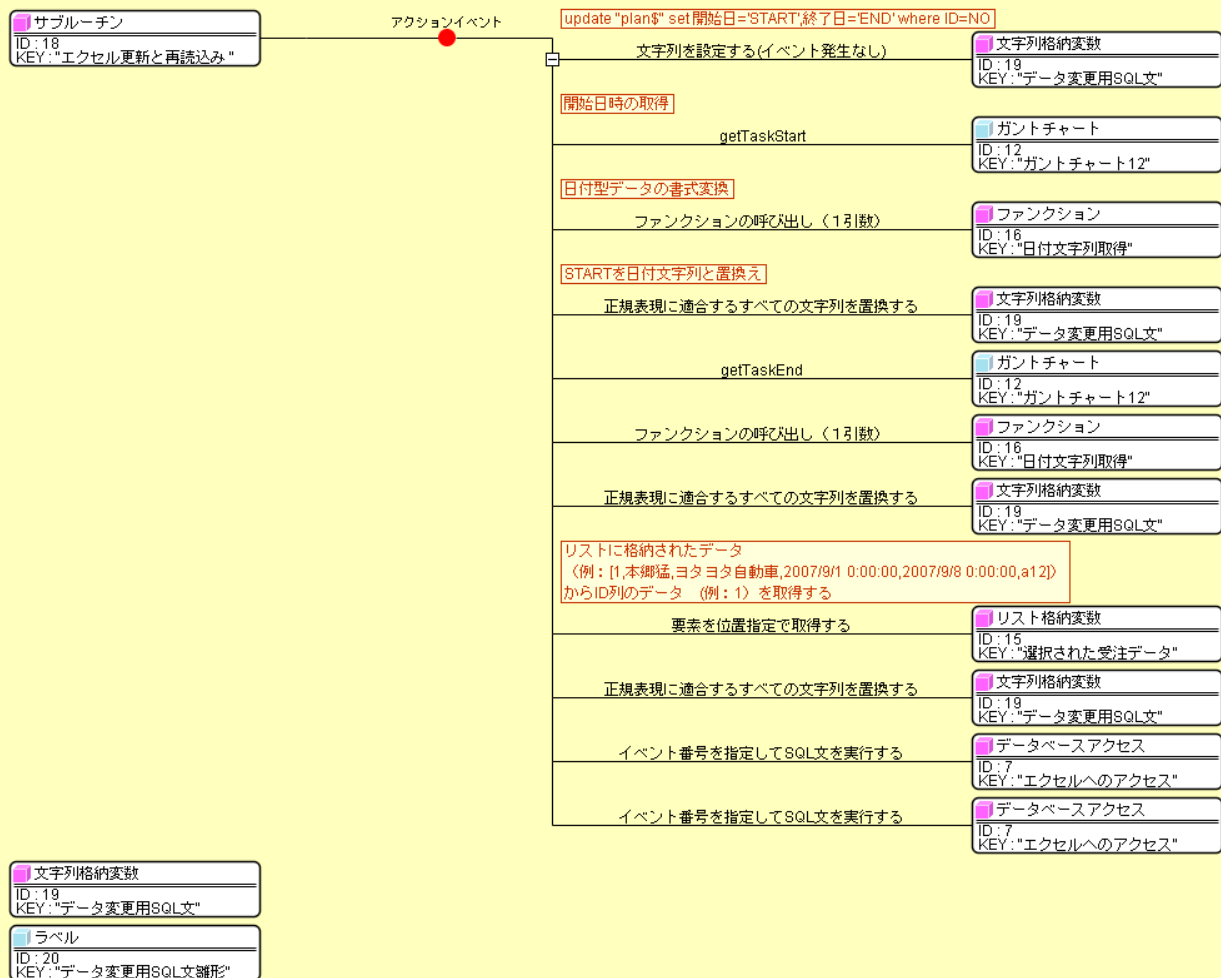 サブルーチン
ID : 18
KEY : "エクセル更新と再読込み"
アクションイベント
update "plan$" set 開始日='START',終了日='END' where ID=NO
文字列を設定する(イベント発生なし)
文字列格納変数
ID : 19
KEY : "データ変更用SQL文"
開始日時の取得
getTaskStart
ガントチャート
ID : 12
KEY : "ガントチャート12"
日付型データの書式変換
ファンクションの呼び出し(1引数)
ファンクション
ID : 16
KEY : "日付文字列取得"
STARTを日付文字列と置換え
正規表現に適合するすべての文字列を置換する
文字列格納変数
ID : 19
KEY : "データ変更用SQL文"
getTaskEnd
ガントチャート
ID : 12
KEY : "ガントチャート12"
ファンクションの呼び出し(1引数)
ファンクション
ID : 16
KEY : "日付文字列取得"
正規表現に適合するすべての文字列を置換する
文字列格納変数
ID : 19
KEY : "データ変更用SQL文"
リストに格納されたデータ
(例:[1,本郷猛,ヨタヨタ自動車,2007/9/1 0:00:00,2007/9/8 0:00:00,a12])
からID列のデータ (例:1)を取得する
要素を位置指定で取得する
リスト格納変数
ID : 15
KEY : "選択された受注データ"
正規表現に適合するすべての文字列を置換する
文字列格納変数
ID : 19
KEY : "データ変更用SQL文"
イベント番号を指定してSQL文を実行する
データベースアクセス
ID : 7
KEY : "エクセルへのアクセス"
イベント番号を指定してSQL文を実行する
データベースアクセス
ID : 7
KEY : "エクセルへのアクセス"
文字列格納変数
ID : 19
KEY : "データ変更用SQL文"
ラベル
ID : 20
KEY : "データ変更用SQL文雛形"